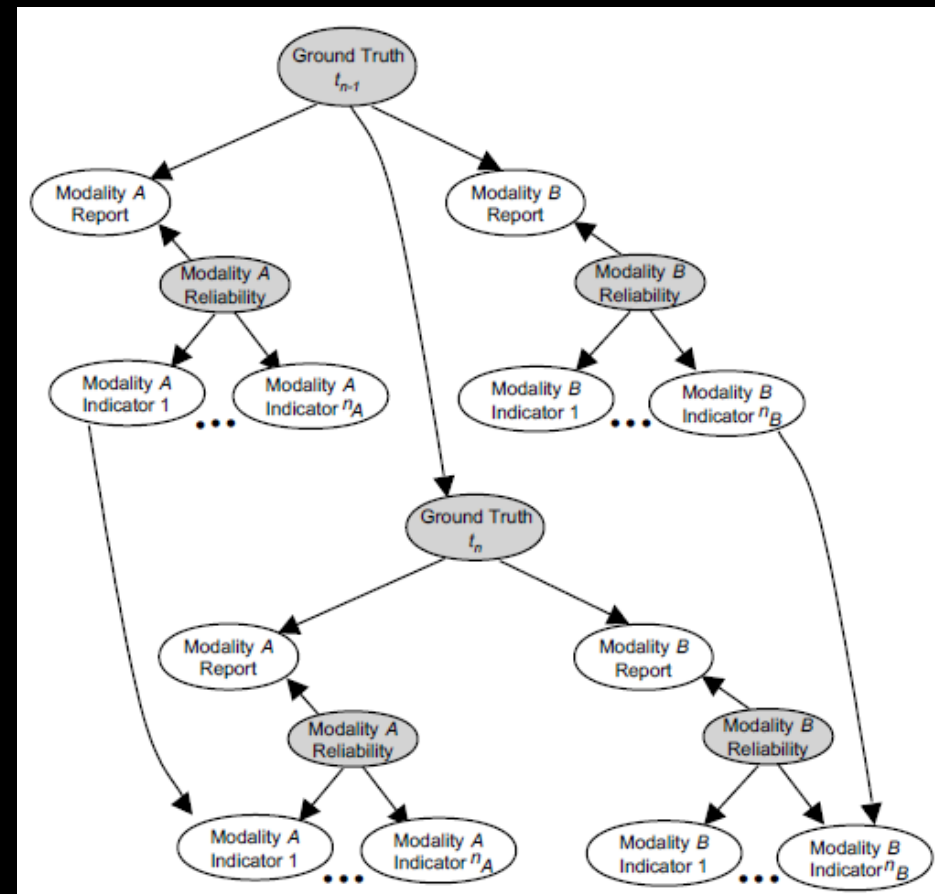 Ground Truth
tn-1
Modality A
Report
Modality B
Report
Modality A
Reliability
Modality B
Reliability
Modality A
Indicator 1
Modality A
Indicator nA
Modality B
Indicator 1
Modality B
Indicator nB
•••
•••
Ground Truth
tn
Modality A
Report
Modality B
Report
Modality A
Reliability
Modality B
Reliability
Modality A
Indicator 1
Modality A
Indicator nA
Modality B
Indicator 1
Modality B
Indicator nB
•••
•••